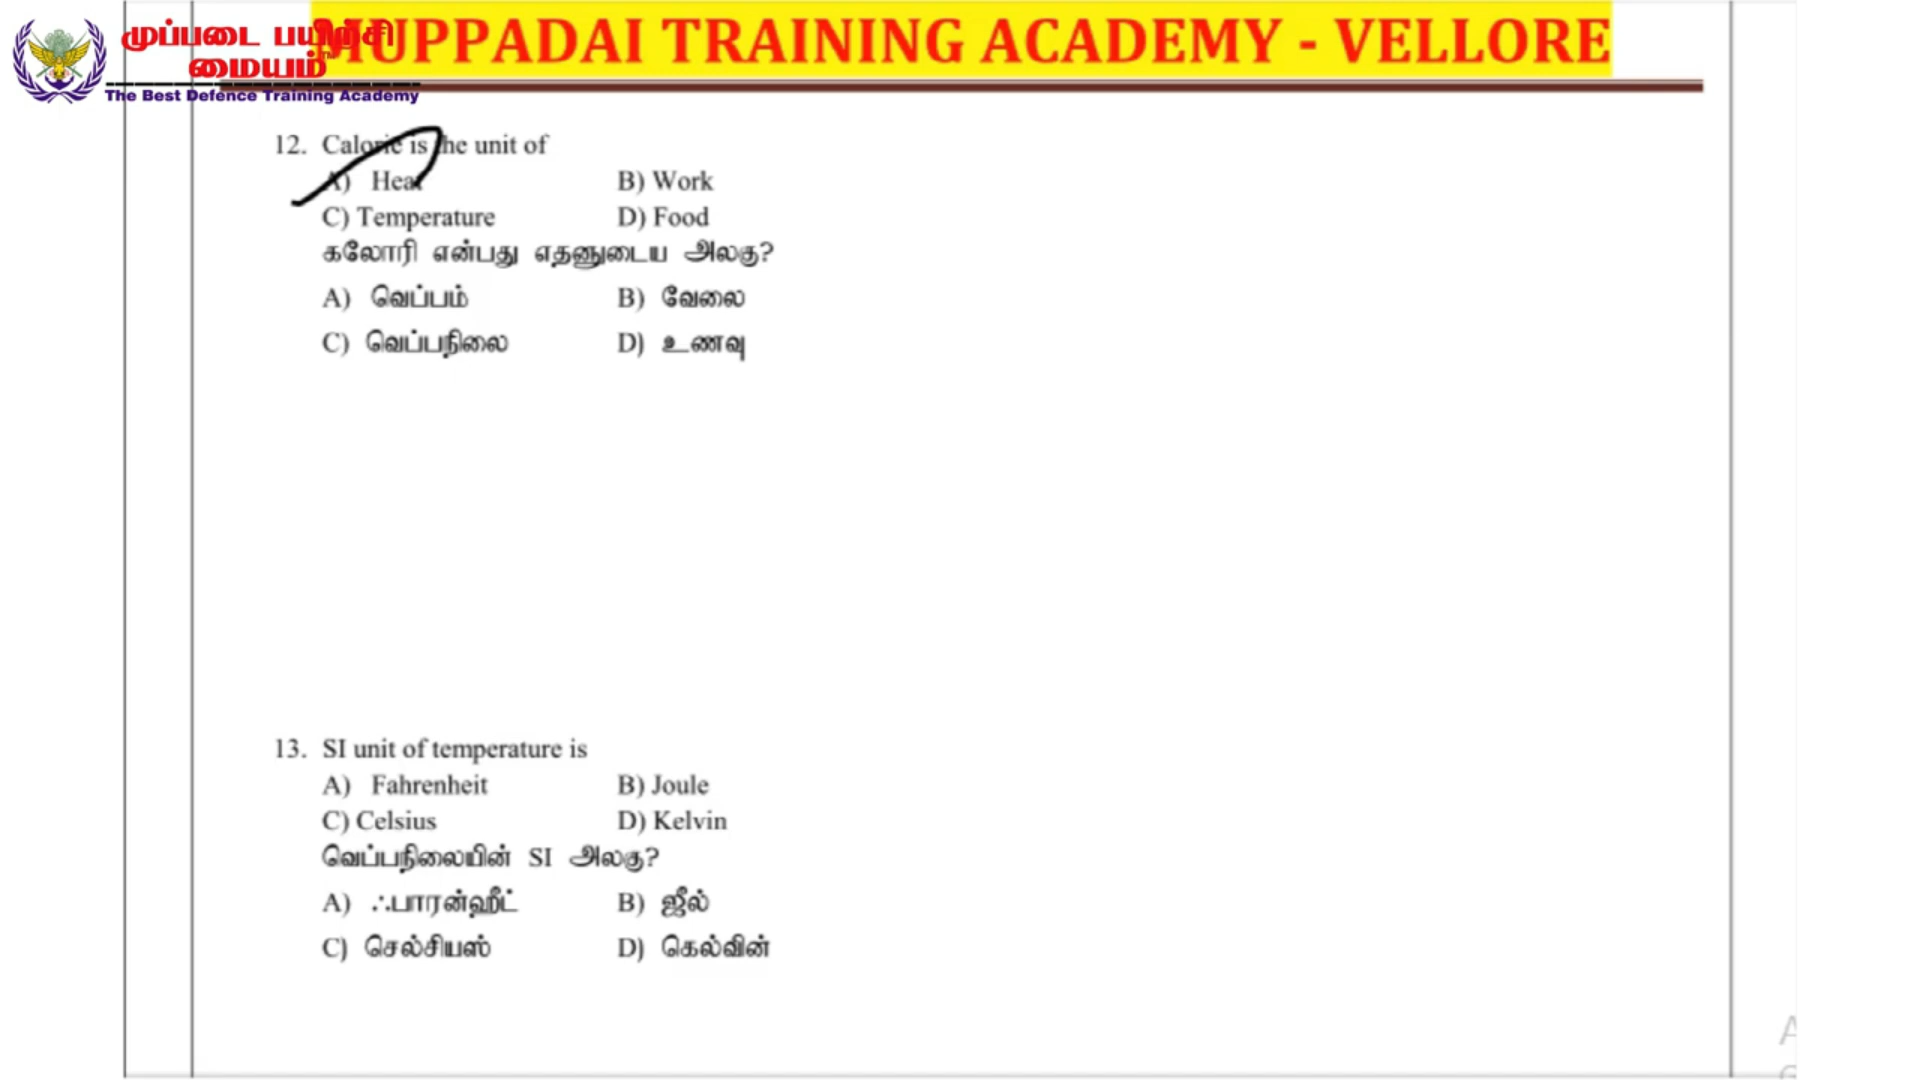 முப்படை பயிற்சி
மையம்
The Best Defence Training Academy
MUPPADAI TRAINING ACADEMY - VELLORE
12. Calorie is the unit of
A) Heat B) Work
C) Temperature D) Food
கலோரி என்பது எதனுடைய அலகு?
A) வெப்பம் B) வேலை
C) வெப்பநிலை D) உணவு
13. SI unit of temperature is
A) Fahrenheit B) Joule
C) Celsius D) Kelvin
வெப்பநிலையின் SI அலகு?
A) ஃபாரன்ஹீட் B) ஜீல்
C) செல்சியஸ் D) கெல்வின்